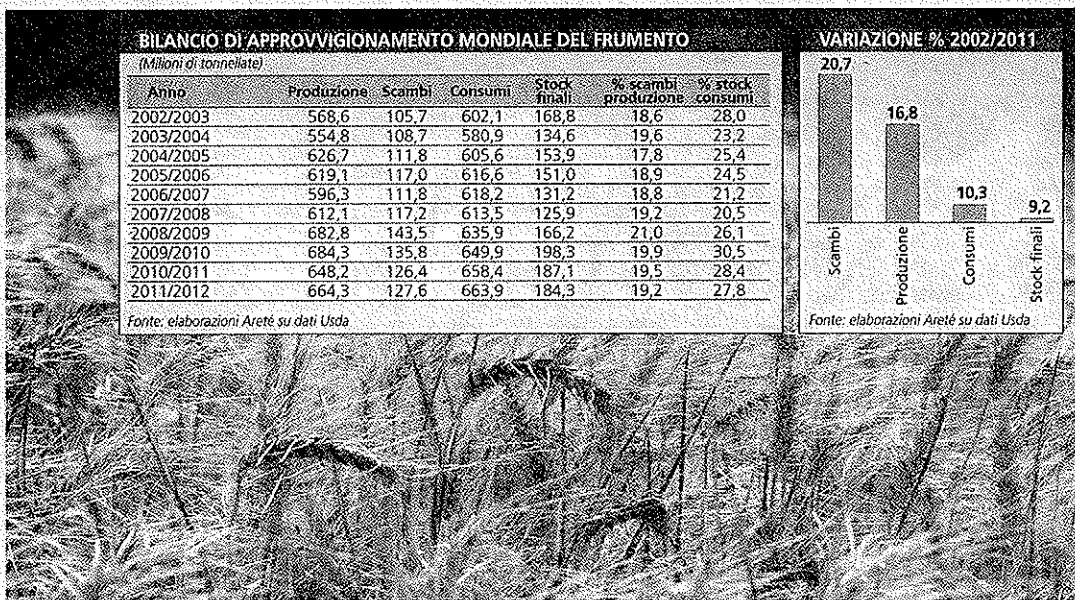 BILANCIO DI APPROVVIGIONAMENTO MONDIALE DEL FRUMENTO
(Milioni di tonnellate)
Anno Produzione Scambi Consumi Stock finali % scambi produzione % stock consumi
2002/2003 568,6 105,7 602,1 168,8 18,6 28,0
2003/2004 554,8 108,7 580,9 134,6 19,6 23,2
2004/2005 626,7 111,8 605,6 153,9 17,8 25,4
2005/2006 619,1 117,0 616,6 151,0 18,9 24,5
2006/2007 596,3 111,8 618,2 131,2 18,8 21,2
2007/2008 612,1 117,2 613,5 125,9 19,2 20,5
2008/2009 682,8 143,5 635,9 166,2 21,0 26,1
2009/2010 684,3 135,8 649,9 198,3 19,9 30,5
2010/2011 648,2 126,4 658,4 187,1 19,5 28,4
2011/2012 664,3 127,6 663,9 184,3 19,2 27,8
Fonte: elaborazioni Areté su dati Usda
VARIAZIONE % 2002/2011
20,7
16,8
10,3
9,2
Scambi
Produzione
Consumi
Stock finali
Fonte: elaborazioni Areté su dati Usda